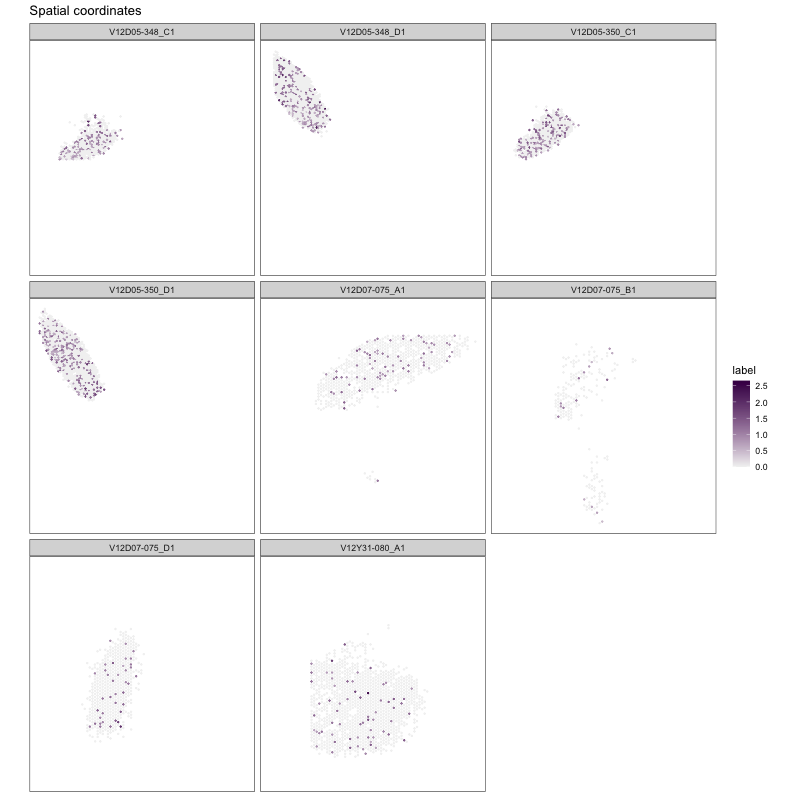 Spatial coordinates
V12D05-348_C1
V12D05-348_D1
V12D05-350_C1
V12D05-350_D1
V12D07-075_A1
V12D07-075_B1
label
2.5
2.0
1.5
1.0
0.5
0.0
V12D07-075_D1
V12Y31-080_A1